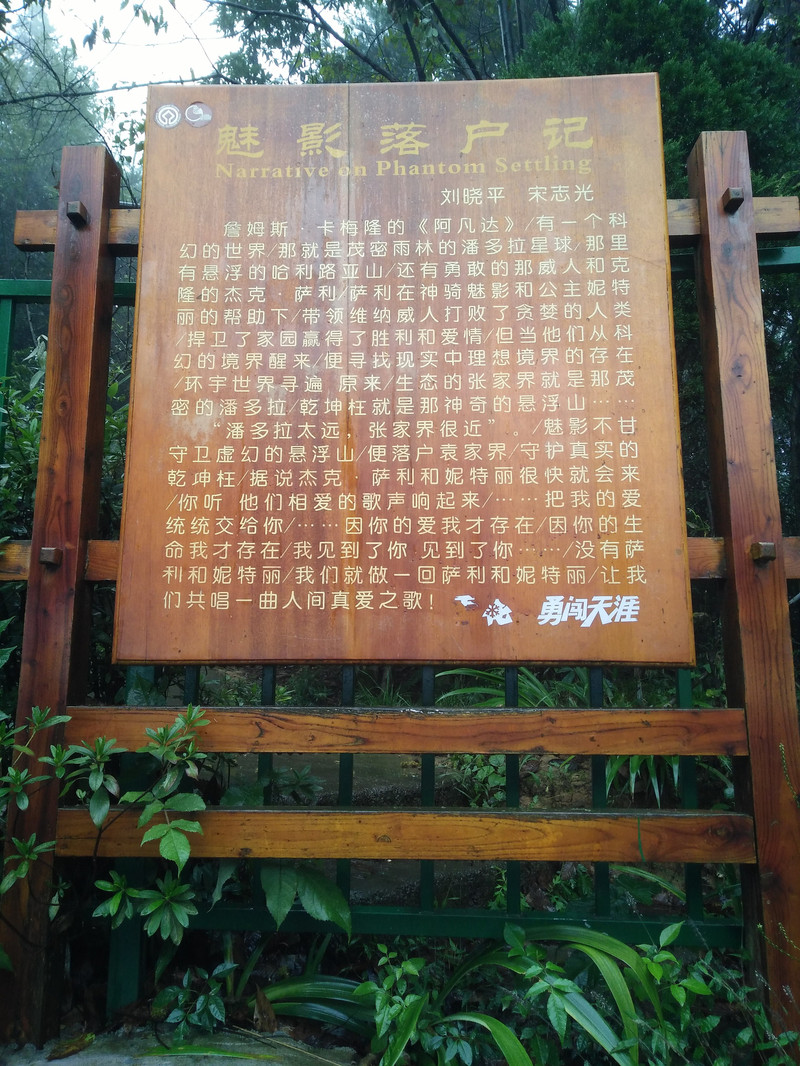 魅影落户记
Narrative on Phantom Settling
刘晓平 宋志光
詹姆斯·卡梅隆的《阿凡达》/有一个科
幻的世界/那就是茂密雨林的潘多拉星球/那里
有悬浮的哈利路亚山/还有勇敢的那威人和克
隆的杰克·萨利/萨利在神骑魅影和公主妮特
丽的帮助下/带领维纳威人打败了贪婪的人类
/捍卫了家园赢得了胜利和爱情/但当他们从科
幻的境界醒来/便寻找现实中理想境界的存在
/环宇世界寻遍 原来/生态的张家界就是那茂
密的潘多拉/乾坤柱就是那神奇的悬浮山……
“潘多拉太远，张家界很近”。/魅影不甘
守卫虚幻的悬浮山/便落户袁家界/守护真实的
乾坤柱/据说杰克·萨利和妮特丽很快就会来
/你听 他们相爱的歌声响起来/……把我的爱
统统交给你/……因你的爱我才存在/因你的生
命我才存在/我见到了你 见到了你……/没有萨
利和妮特丽/我们就做一回萨利和妮特丽/让我
们共唱一曲人间真爱之歌！
勇闯天涯